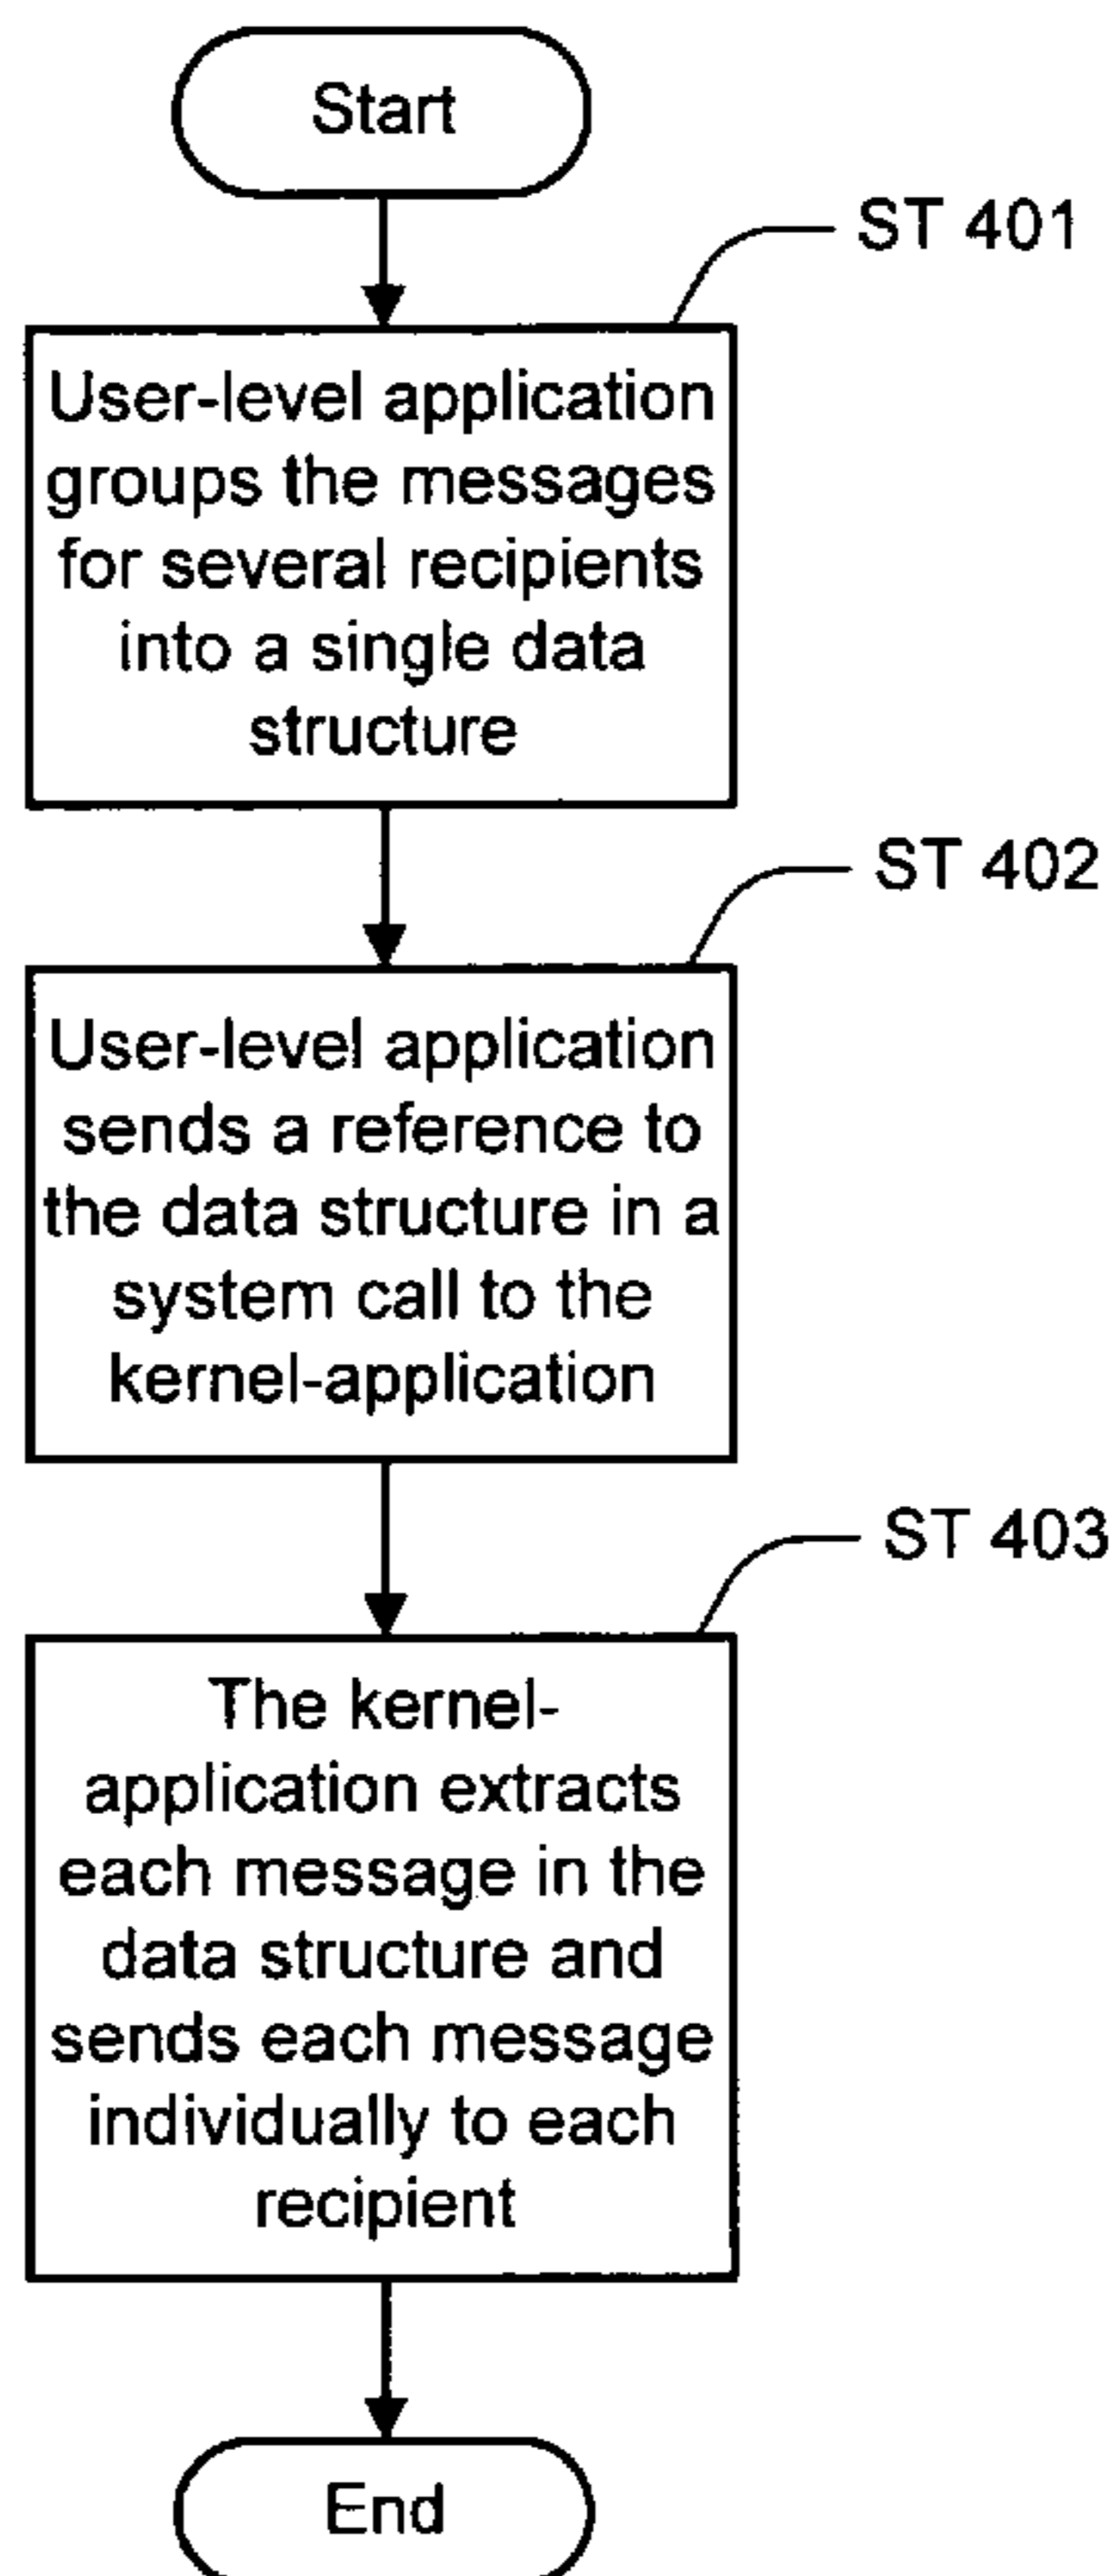 Start
ST 401
User-level application
groups the messages
for several recipients
into a single data
structure
ST 402
User-level application
sends a reference to
the data structure in a
system call to the
kernel-application
ST 403
The kernel-
application extracts
each message in the
data structure and
sends each message
individually to each
recipient
End